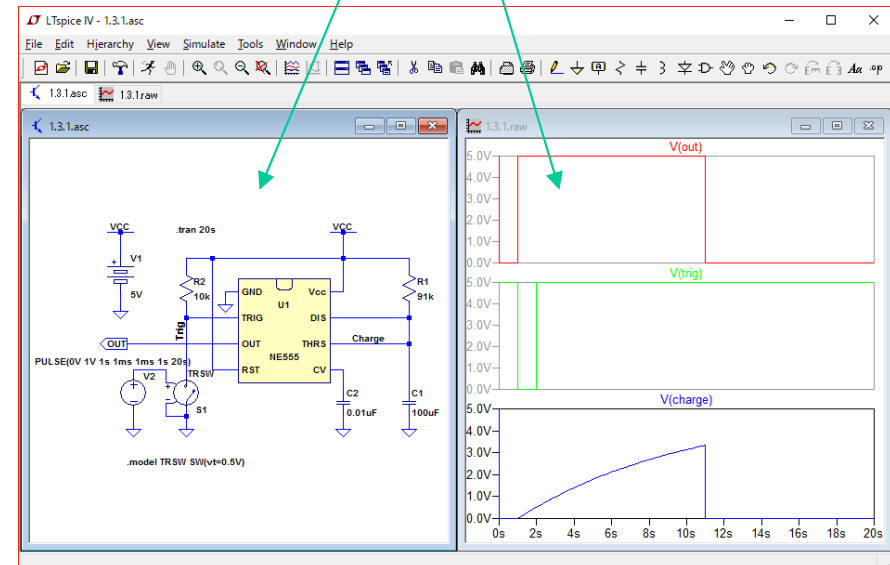 LTspice IV - 1.3.1.asc
File Edit Hierarchy View Simulate Tools Window Help
1.3.1.asc 1.3.1.raw
1.3.1.asc
VCC .tran 20s VCC
V1
5V
R2
10k
R1
91k
GND Vcc
U1
TRIG DIS
OUT THRS
NE555
RST CV
Trig
OUT
Charge
PULSE(0V 1V 1s 1ms 1ms 1s 20s)
V2 TRSW
S1
C2
0.01uF
C1
100uF
.model TRSW SW(vt=0.5V)
1.3.1.raw
V(out)
5.0V
4.0V
3.0V
2.0V
1.0V
0.0V
V(trig)
5.0V
4.0V
3.0V
2.0V
1.0V
0.0V
V(charge)
5.0V
4.0V
3.0V
2.0V
1.0V
0.0V
0s 2s 4s 6s 8s 10s 12s 14s 16s 18s 20s